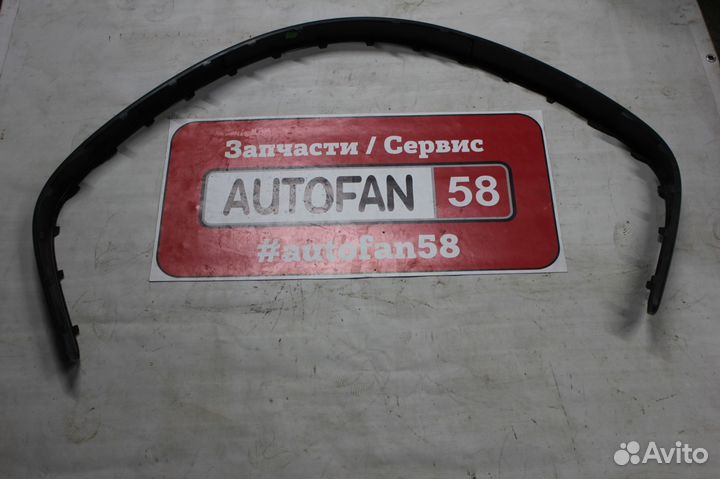 Запчасти / Сервис
AUTOFAN 58
#autofan58
Avito